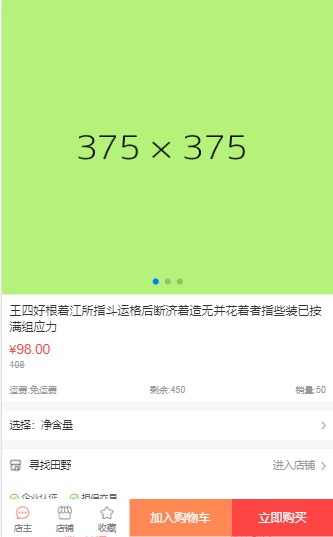 375 × 375
王四好根着江所指斗运格后断济着造无并花着者指些装已按
满组应力
¥98.00
108
运费:免运费 剩余:450 销量:50
选择：净含量
寻找田野 进入店铺
企业认证 担保交易
店主 店铺 收藏 加入购物车 立即购买